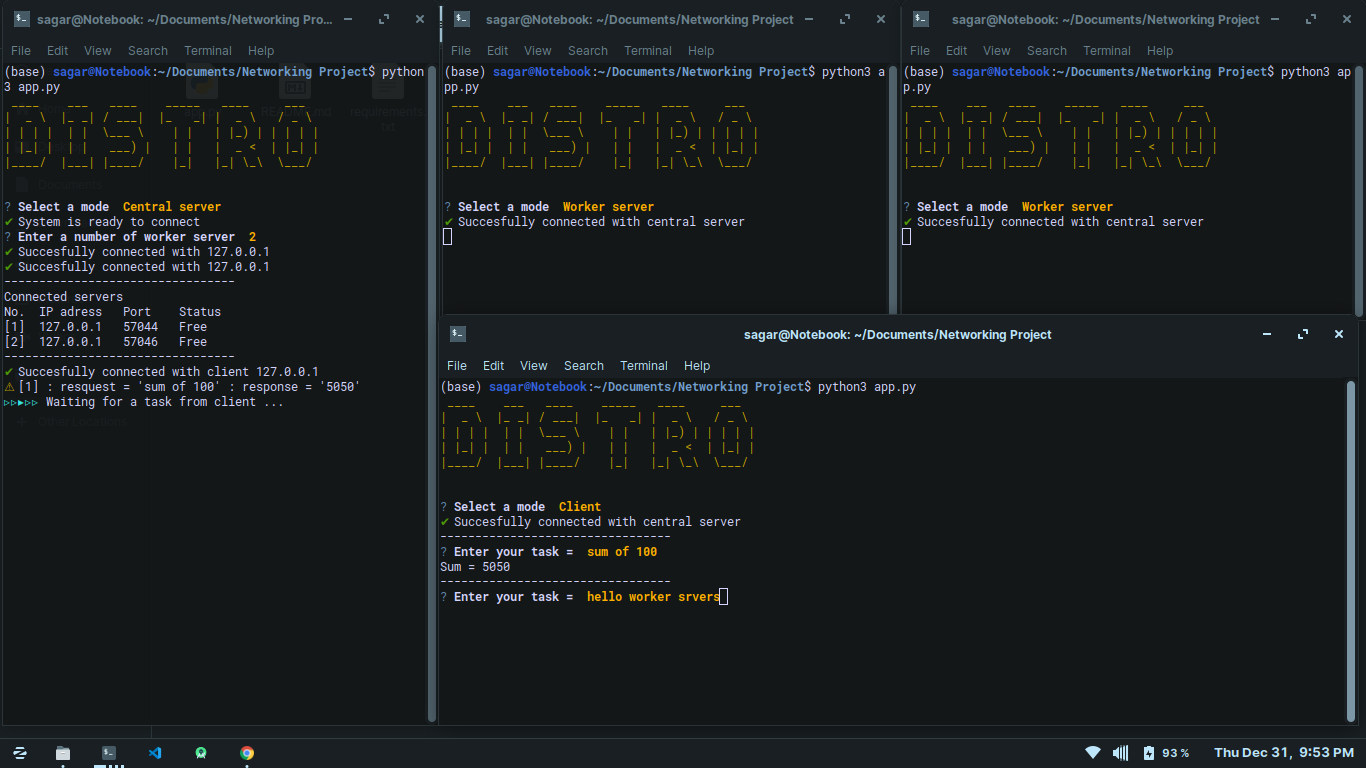 sagar@Notebook: ~/Documents/Networking Pro...
File Edit View Search Terminal Help
(base) sagar@Notebook:~/Documents/Networking Project$ python
3 app.py
DISTRO
? Select a mode Central server
✔ System is ready to connect
? Enter a number of worker server 2
✔ Succesfully connected with 127.0.0.1
✔ Succesfully connected with 127.0.0.1
---------------------------------
Connected servers
No. IP adress Port Status
[1] 127.0.0.1 57044 Free
[2] 127.0.0.1 57046 Free
---------------------------------
✔ Succesfully connected with client 127.0.0.1
⚠ [1] : resquest = 'sum of 100' : response = '5050'
▹▹▸▹▹ Waiting for a task from client ...
sagar@Notebook: ~/Documents/Networking Project
File Edit View Search Terminal Help
(base) sagar@Notebook:~/Documents/Networking Project$ python3 a
pp.py
DISTRO
? Select a mode Worker server
✔ Succesfully connected with central server
sagar@Notebook: ~/Documents/Networking Project
File Edit View Search Terminal Help
(base) sagar@Notebook:~/Documents/Networking Project$ python3 ap
p.py
DISTRO
? Select a mode Worker server
✔ Succesfully connected with central server
sagar@Notebook: ~/Documents/Networking Project
File Edit View Search Terminal Help
(base) sagar@Notebook:~/Documents/Networking Project$ python3 app.py
DISTRO
? Select a mode Client
✔ Succesfully connected with central server
---------------------------------
? Enter your task = sum of 100
Sum = 5050
---------------------------------
? Enter your task = hello worker srvers
93 %
Thu Dec 31, 9:53 PM